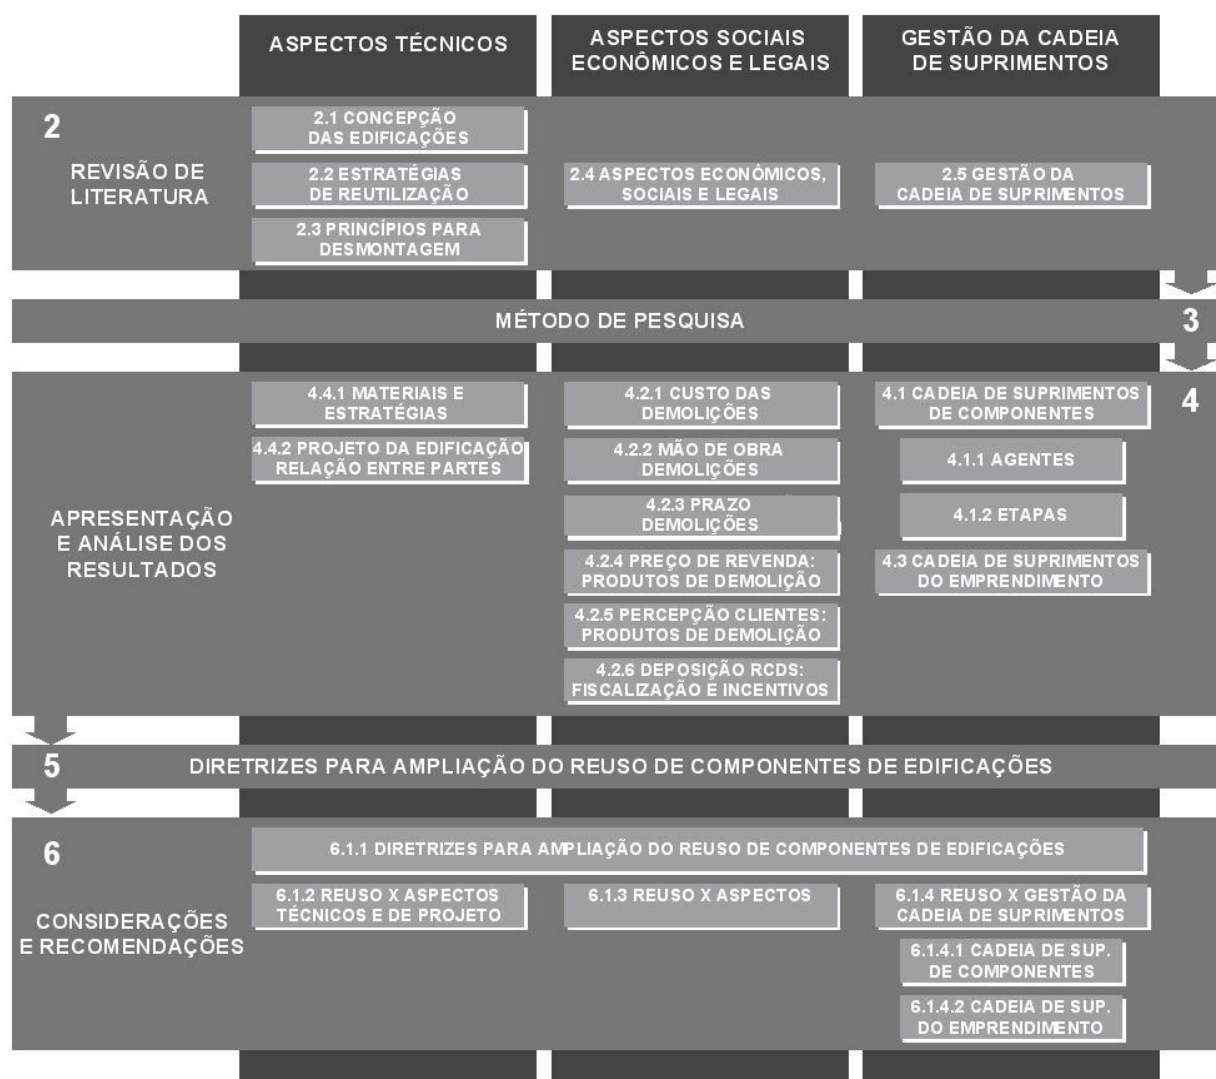 ASPECTOS TÉCNICOS
ASPECTOS SOCIAIS
ECONÔMICOS E LEGAIS
GESTÃO DA CADEIA
DE SUPRIMENTOS
2
REVISÃO DE
LITERATURA
2.1 CONCEPÇÃO
DAS EDIFICAÇÕES
2.2 ESTRATÉGIAS
DE REUTILIZAÇÃO
2.3 PRINCÍPIOS PARA
DESMONTAGEM
2.4 ASPECTOS ECONÔMICOS,
SOCIAIS E LEGAIS
2.5 GESTÃO DA
CADEIA DE SUPRIMENTOS
MÉTODO DE PESQUISA
3
APRESENTAÇÃO
E ANÁLISE DOS
RESULTADOS
4.4.1 MATERIAIS E
ESTRATÉGIAS
4.4.2 PROJETO DA EDIFICAÇÃO
RELAÇÃO ENTRE PARTES
4.2.1 CUSTO DAS
DEMOLIÇÕES
4.2.2 MÃO DE OBRA
DEMOLIÇÕES
4.2.3 PRAZO
DEMOLIÇÕES
4.2.4 PREÇO DE REVENDA:
PRODUTOS DE DEMOLIÇÃO
4.2.5 PERCEPÇÃO CLIENTES:
PRODUTOS DE DEMOLIÇÃO
4.2.6 DEPOSIÇÃO RCDS:
FISCALIZAÇÃO E INCENTIVOS
4.1 CADEIA DE SUPRIMENTOS
DE COMPONENTES
4.1.1 AGENTES
4.1.2 ETAPAS
4.3 CADEIA DE SUPRIMENTOS
DO EMPRENDIMENTO
4
5
DIRETRIZES PARA AMPLIAÇÃO DO REUSO DE COMPONENTES DE EDIFICAÇÕES
6
CONSIDERAÇÕES
E RECOMENDAÇÕES
6.1.1 DIRETRIZES PARA AMPLIAÇÃO DO REUSO DE COMPONENTES DE EDIFICAÇÕES
6.1.2 REUSO X ASPECTOS
TÉCNICOS E DE PROJETO
6.1.3 REUSO X ASPECTOS
6.1.4 REUSO X GESTÃO DA
CADEIA DE SUPRIMENTOS
6.1.4.1 CADEIA DE SUP.
DE COMPONENTES
6.1.4.2 CADEIA DE SUP.
DO EMPRENDIMENTO